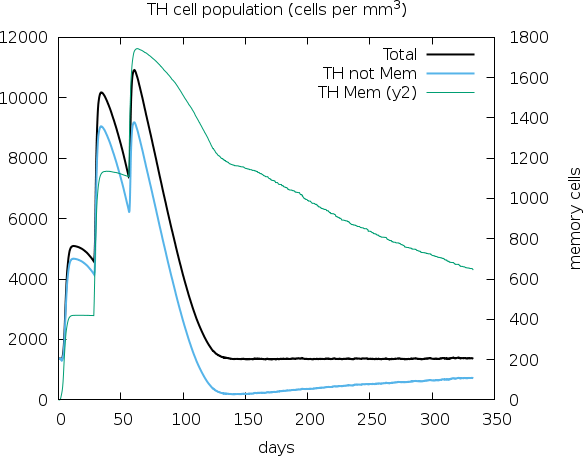 TH cell population (cells per mm3)
12000
10000
8000
6000
4000
2000
0
Total
TH not Mem
TH Mem (y2)
1800
1600
1400
1200
1000
800
600
400
200
0
memory cells
0 50 100 150 200 250 300 350
days